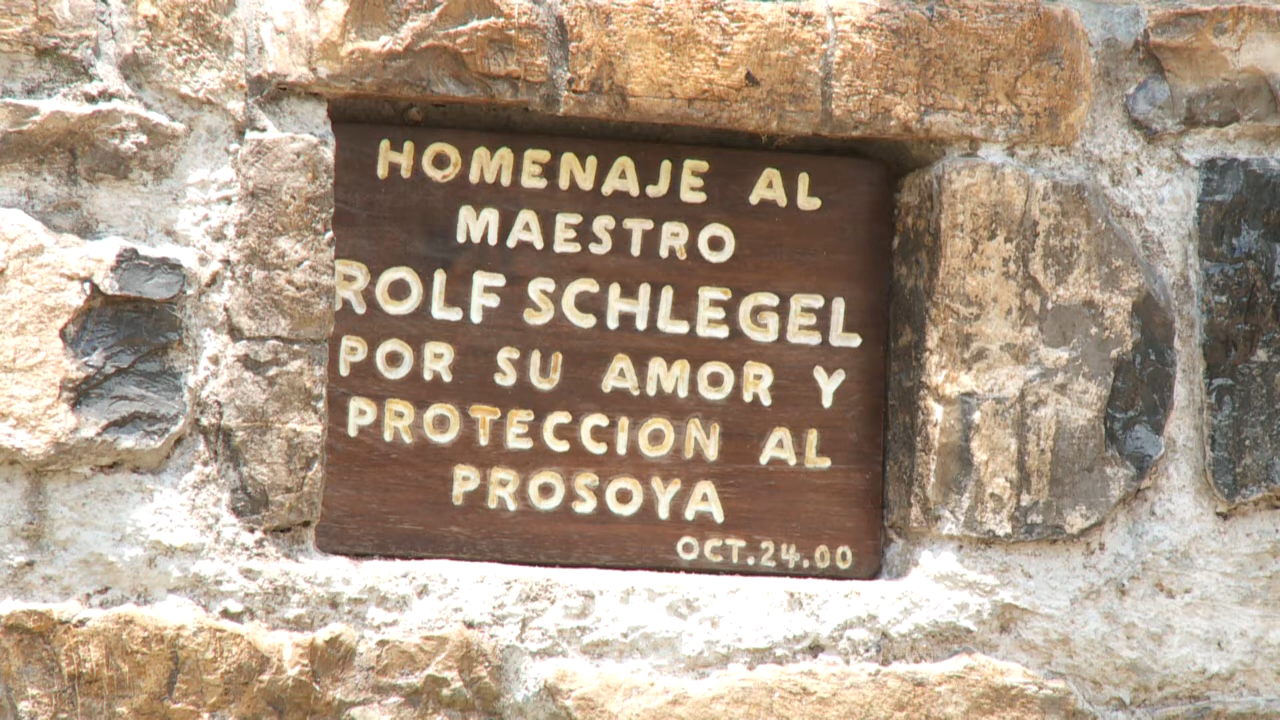 HOMENAJE AL
MAESTRO
ROLF SCHLEGEL
POR SU AMOR Y
PROTECCION AL
PROSOYA
OCT.24.00